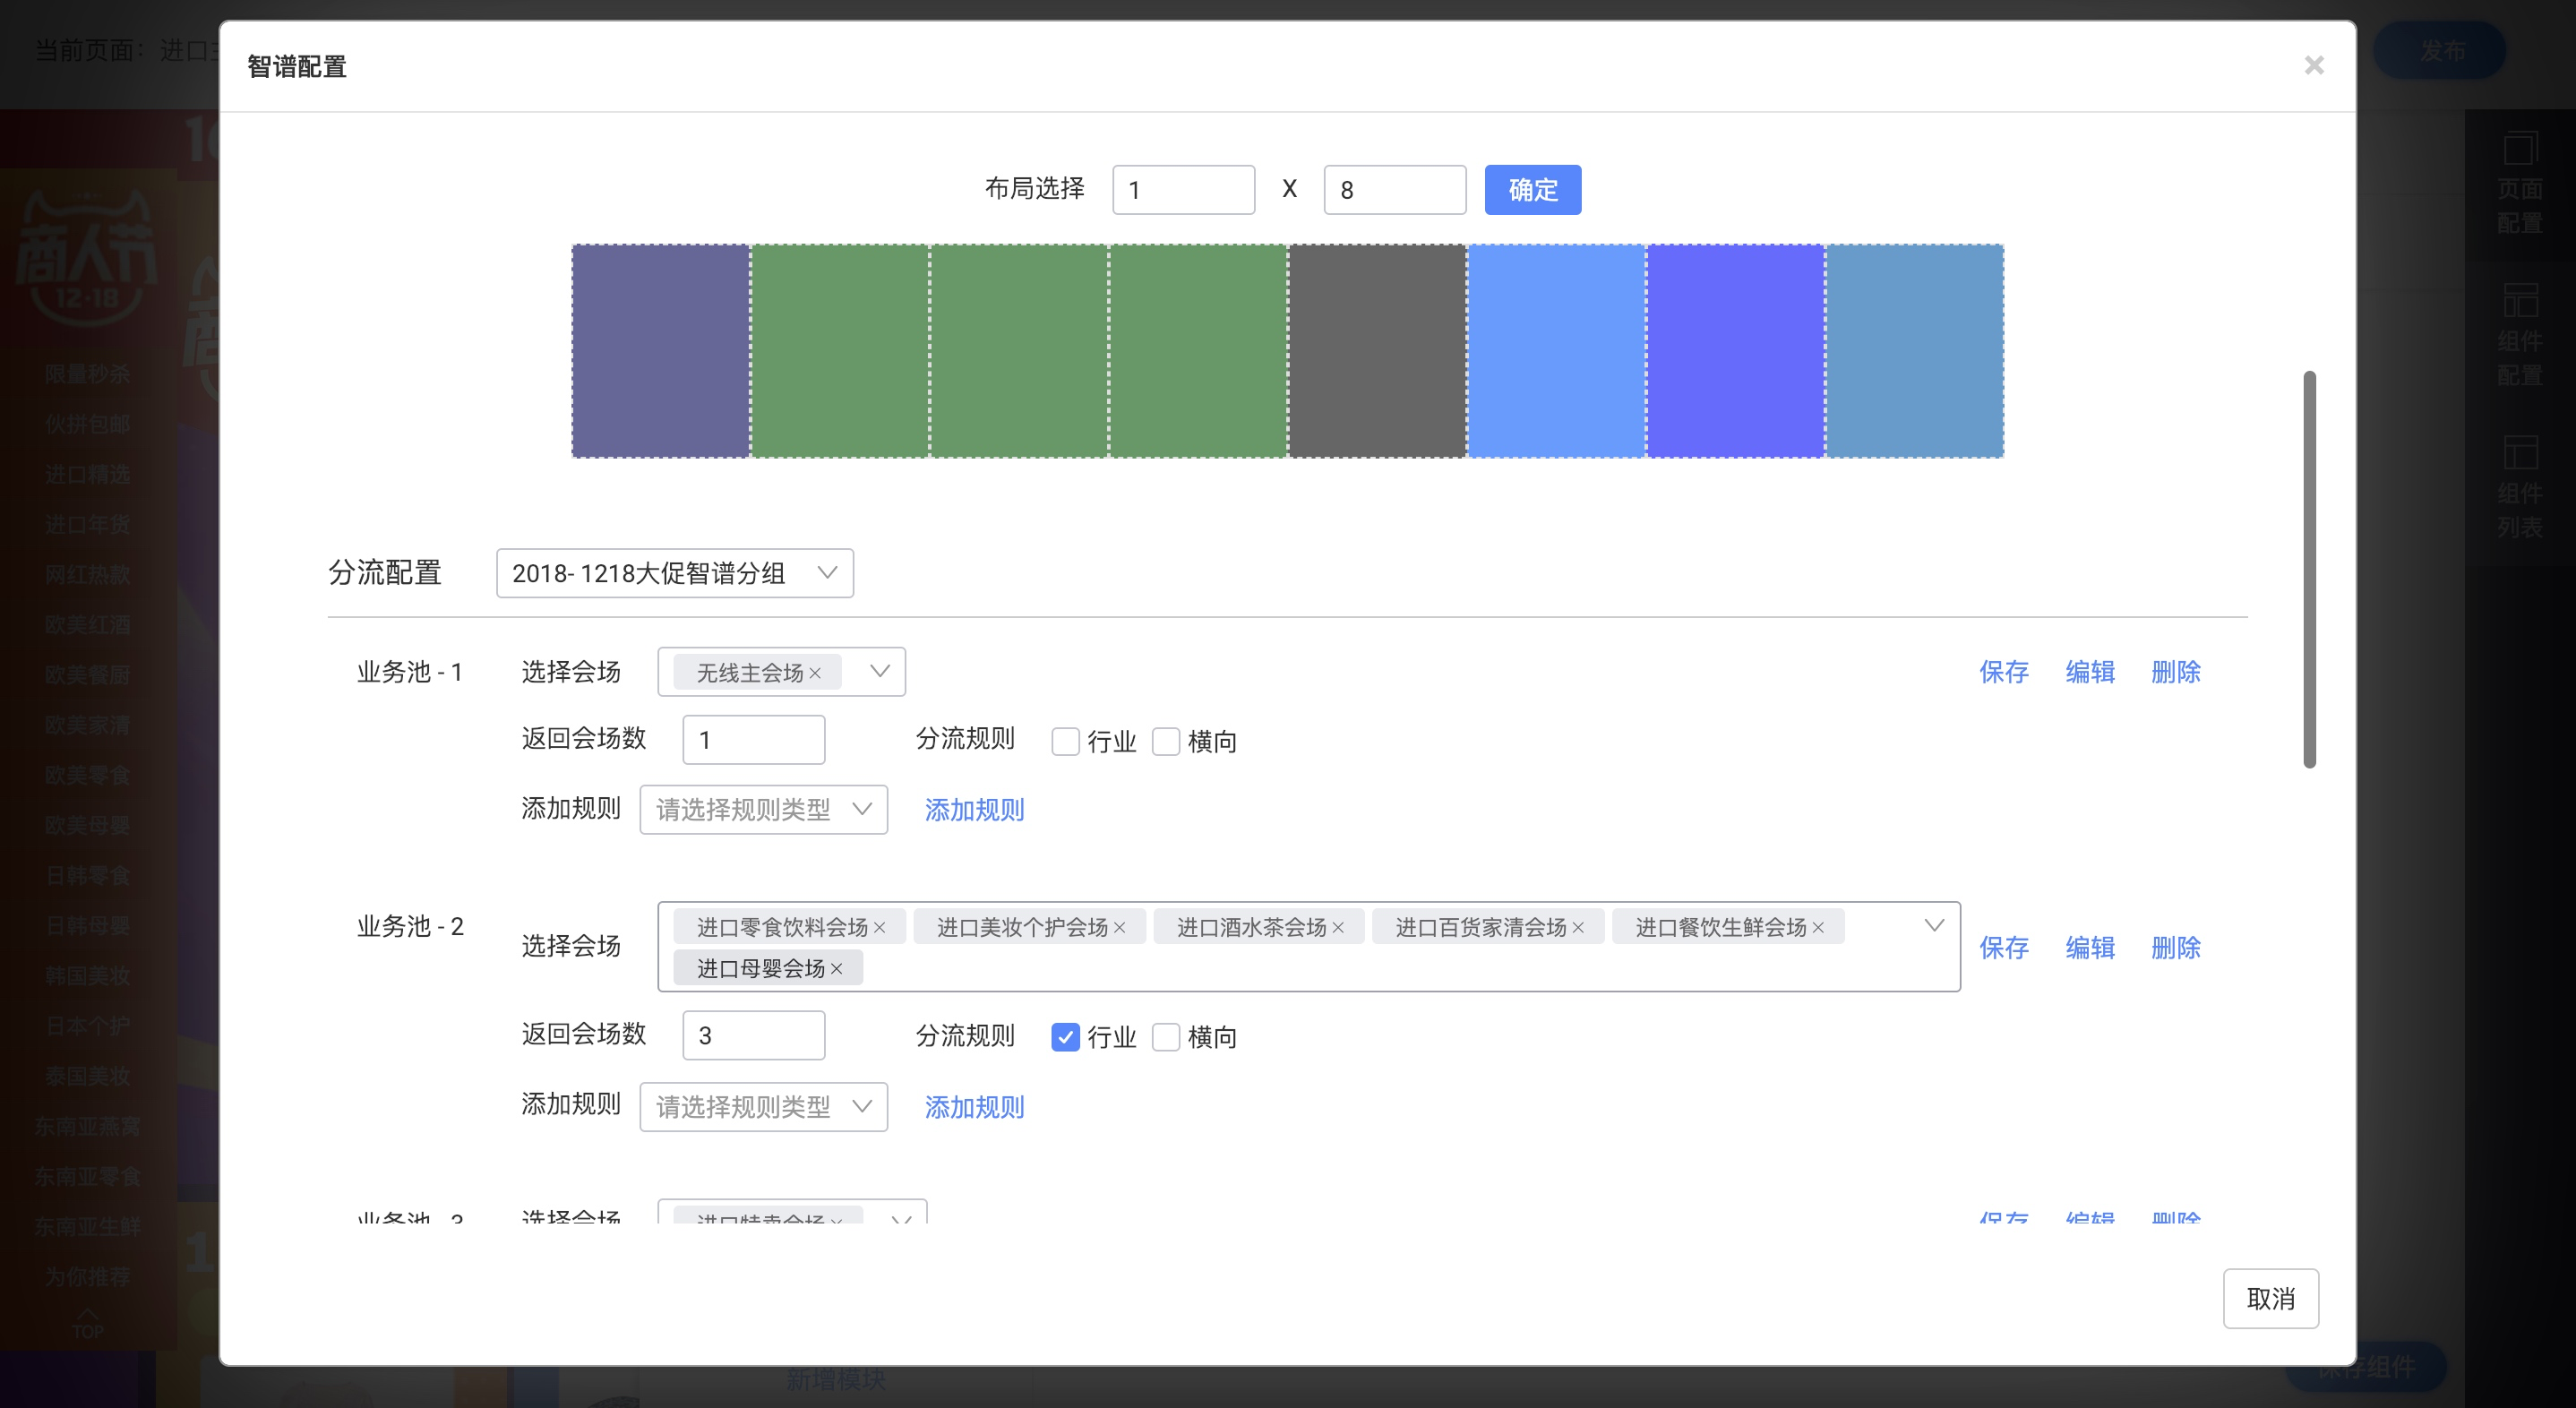 当前页面：进口主
发布
智谱配置
×
布局选择 1 X 8 确定
分流配置 2018- 1218大促智谱分组
业务池 - 1 选择会场 无线主会场× 保存 编辑 删除
返回会场数 1 分流规则 行业 横向
添加规则 请选择规则类型 添加规则
业务池 - 2 选择会场 进口零食饮料会场× 进口美妆个护会场× 进口酒水茶会场× 进口百货家清会场× 进口餐饮生鲜会场× 保存 编辑 删除
进口母婴会场×
返回会场数 3 分流规则 行业 横向
添加规则 请选择规则类型 添加规则
业务池 - 3 选择会场 进口特卖会场× 保存 编辑 删除
取消
商人节
12·18
限量秒杀
伙拼包邮
进口精选
进口年货
网红热款
欧美红酒
欧美餐厨
欧美家清
欧美零食
欧美母婴
日韩零食
日韩母婴
韩国美妆
日本个护
泰国美妆
东南亚燕窝
东南亚零食
东南亚生鲜
为你推荐
TOP
页面
配置
组件
配置
组件
列表
新增模块
保存组件